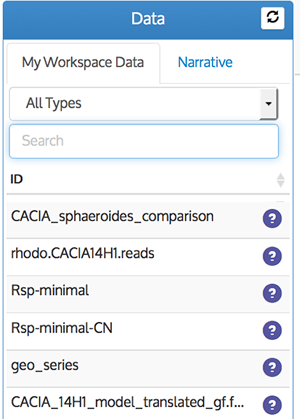 Data
My Workspace Data Narrative
All Types
Search
ID
CACIA_sphaeroides_comparison ?
rhodo.CACIA14H1.reads ?
Rsp-minimal ?
Rsp-minimal-CN ?
geo_series ?
CACIA_14H1_model_translated_gf.f... ?